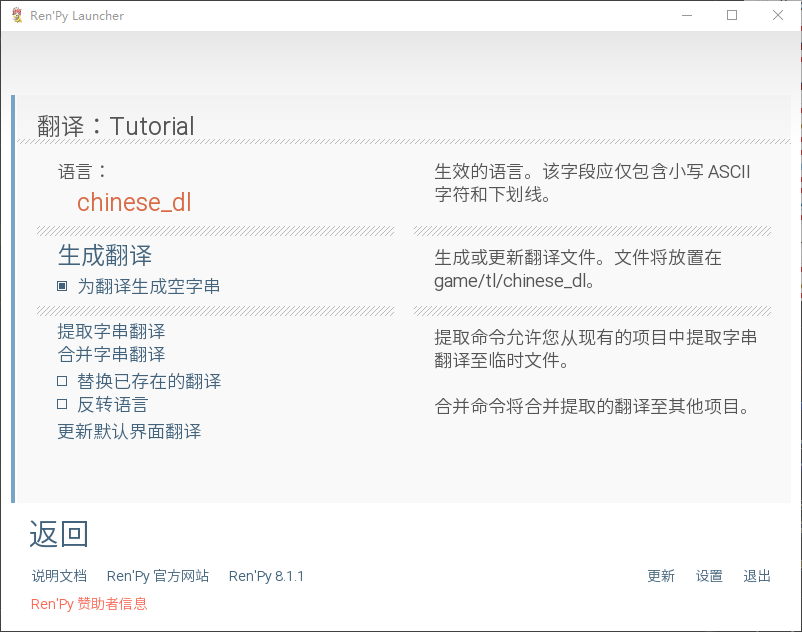 Ren'Py Launcher
翻译：Tutorial
语言：
chinese_dl
生效的语言。该字段应仅包含小写 ASCII
字符和下划线。
生成翻译
为翻译生成空字串
生成或更新翻译文件。文件将放置在
game/tl/chinese_dl。
提取字串翻译
合并字串翻译
替换已存在的翻译
反转语言
更新默认界面翻译
提取命令允许您从现有的项目中提取字串
翻译至临时文件。
合并命令将合并提取的翻译至其他项目。
返回
说明文档 Ren'Py 官方网站 Ren'Py 8.1.1 更新 设置 退出
Ren'Py 赞助者信息